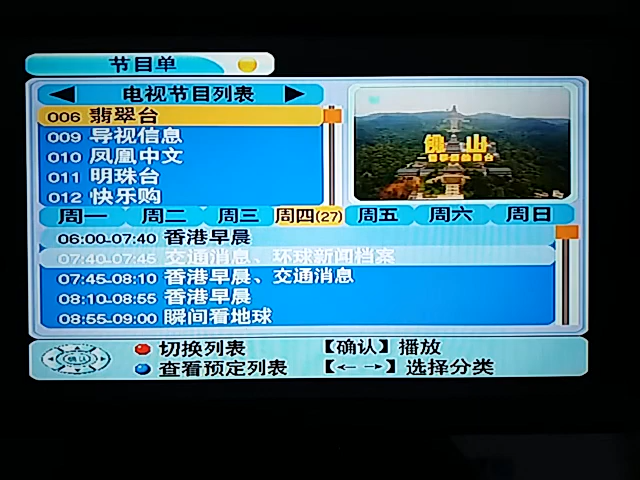 节目单
电视节目列表
006 翡翠台
009 导视信息
010 凤凰中文
011 明珠台
012 快乐购
佛山
周一 周二 周三 周四(27) 周五 周六 周日
06:00-07:40 香港早晨
07:40-07:45 交通消息、环球新闻档案
07:45-08:10 香港早晨、交通消息
08:10-08:55 香港早晨
08:55-09:00 瞬间看地球
切换列表 【确认】播放
查看预定列表 【←→】选择分类
确认